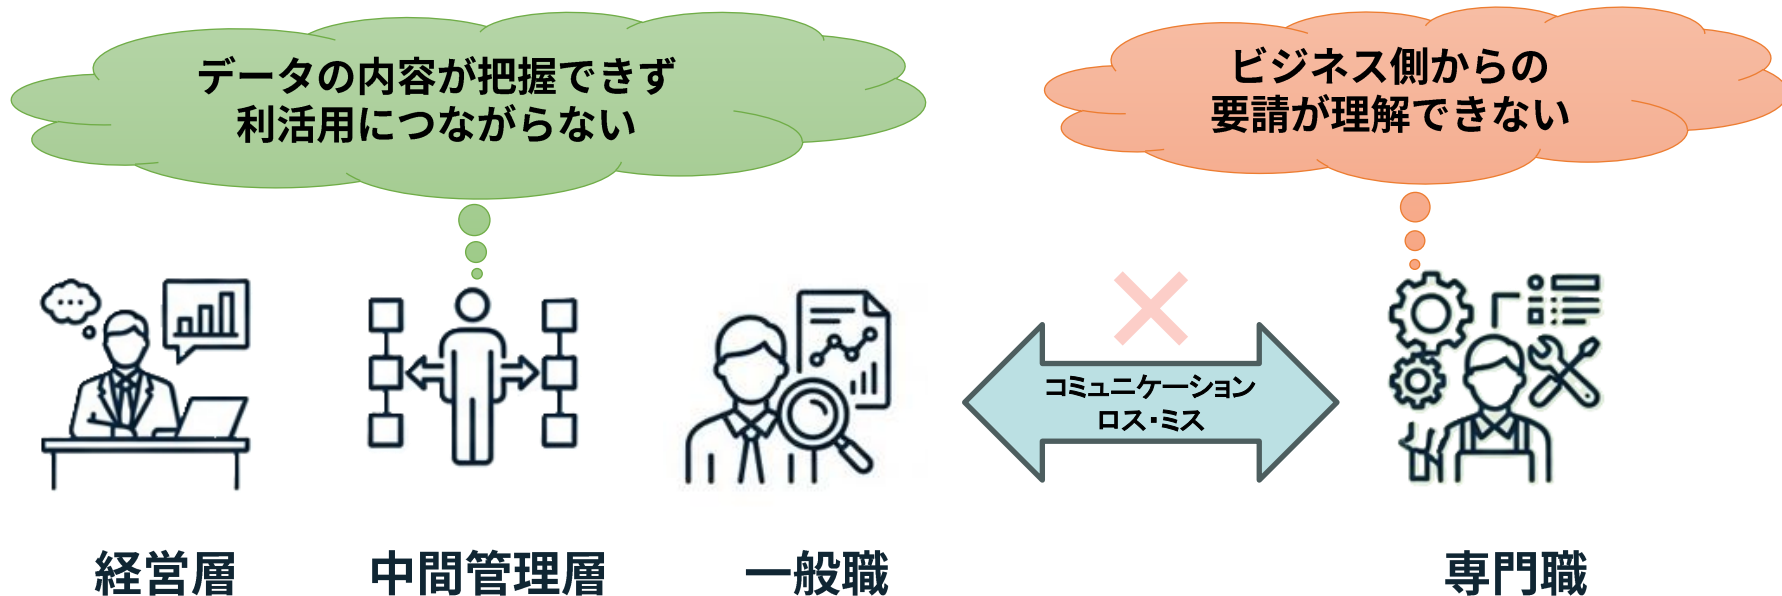 データの内容が把握できず
利活用につながらない
ビジネス側からの
要請が理解できない
コミュニケーション
ロス・ミス
経営層
中間管理層
一般職
専門職